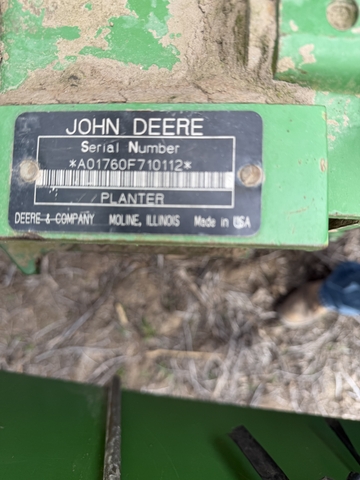 JOHN DEERE
Serial Number
*A01760F710112*
PLANTER
DEERE & COMPANY MOLINE, ILLINOIS Made in USA